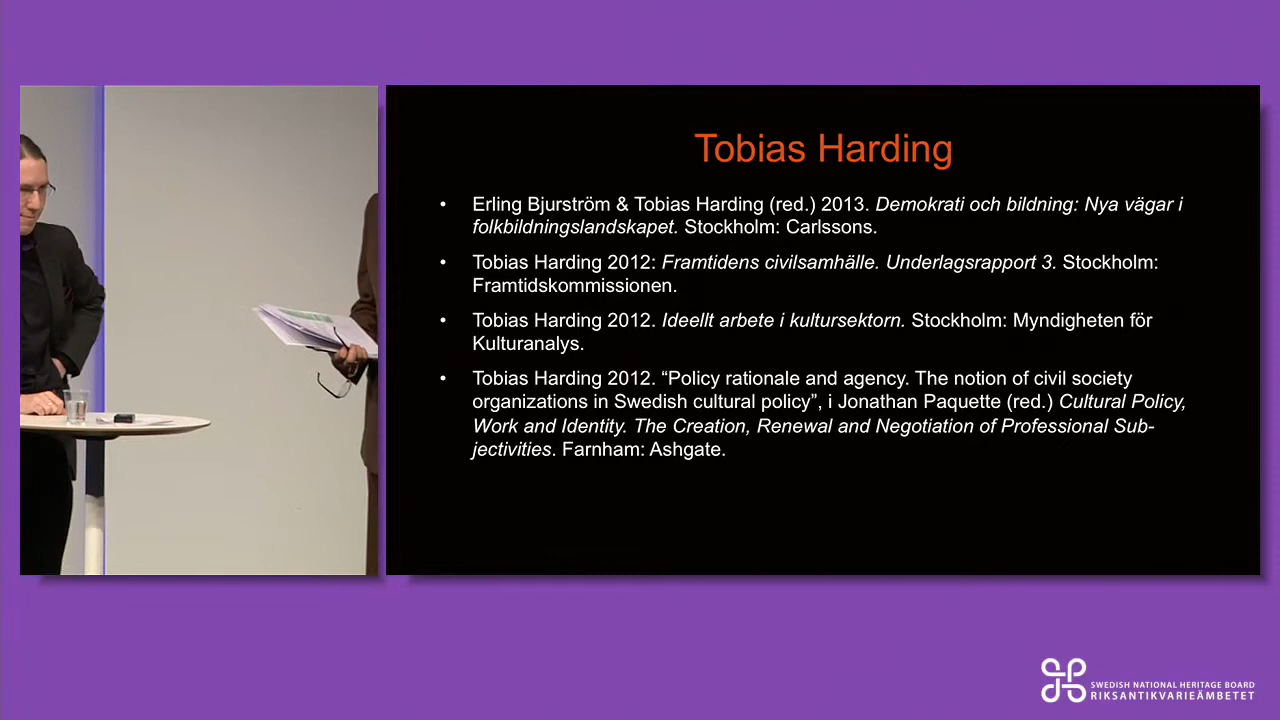 Tobias Harding
• Erling Bjurström & Tobias Harding (red.) 2013. Demokrati och bildning: Nya vägar i
folkbildningslandskapet. Stockholm: Carlssons.
• Tobias Harding 2012: Framtidens civilsamhälle. Underlagsrapport 3. Stockholm:
Framtidskommissionen.
• Tobias Harding 2012. Ideellt arbete i kultursektorn. Stockholm: Myndigheten för
Kulturanalys.
• Tobias Harding 2012. “Policy rationale and agency. The notion of civil society
organizations in Swedish cultural policy”, i Jonathan Paquette (red.) Cultural Policy,
Work and Identity. The Creation, Renewal and Negotiation of Professional Sub-
jectivities. Farnham: Ashgate.
SWEDISH NATIONAL HERITAGE BOARD
RIKSANTIKVARIEÄMBETET